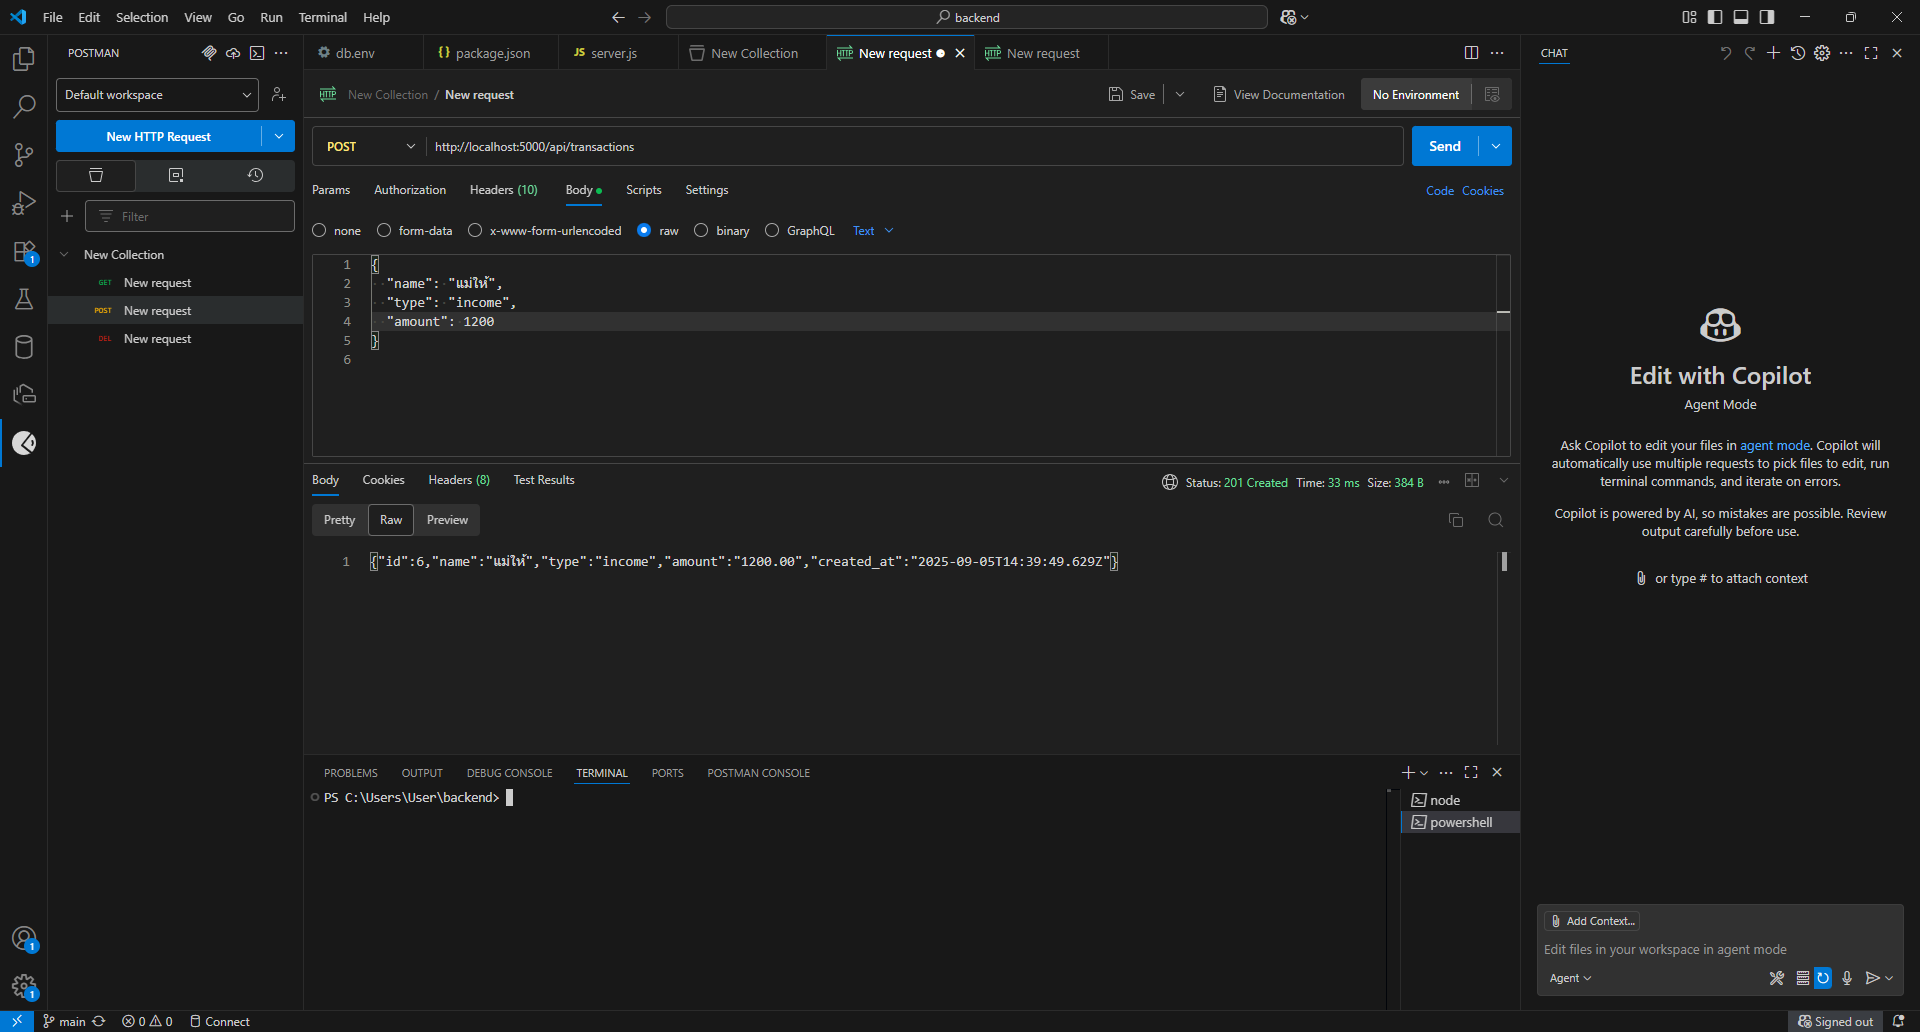 File Edit Selection View Go Run Terminal Help
backend
POSTMAN
Default workspace
New HTTP Request
Filter
New Collection
GET New request
POST New request
DEL New request
db.env
{} package.json
JS server.js
New Collection
HTTP New request
HTTP New request
HTTP New Collection / New request
Save
View Documentation
No Environment
POST http://localhost:5000/api/transactions
Send
Params Authorization Headers (10) Body Scripts Settings
Code Cookies
none form-data x-www-form-urlencoded raw binary GraphQL Text
1 {
2 "name": "แม่ให้",
3 "type": "income",
4 "amount": 1200
5 }
6
Body Cookies Headers (8) Test Results
Status: 201 Created Time: 33 ms Size: 384 B
Pretty Raw Preview
1 {"id":6,"name":"แม่ให้","type":"income","amount":"1200.00","created_at":"2025-09-05T14:39:49.629Z"}
PROBLEMS OUTPUT DEBUG CONSOLE TERMINAL PORTS POSTMAN CONSOLE
PS C:\Users\User\backend>
node
powershell
CHAT
Edit with Copilot
Agent Mode
Ask Copilot to edit your files in agent mode. Copilot will
automatically use multiple requests to pick files to edit, run
terminal commands, and iterate on errors.
Copilot is powered by AI, so mistakes are possible. Review
output carefully before use.
or type # to attach context
Add Context...
Edit files in your workspace in agent mode
Agent
1
1
1
main
0 0
Connect
Signed out